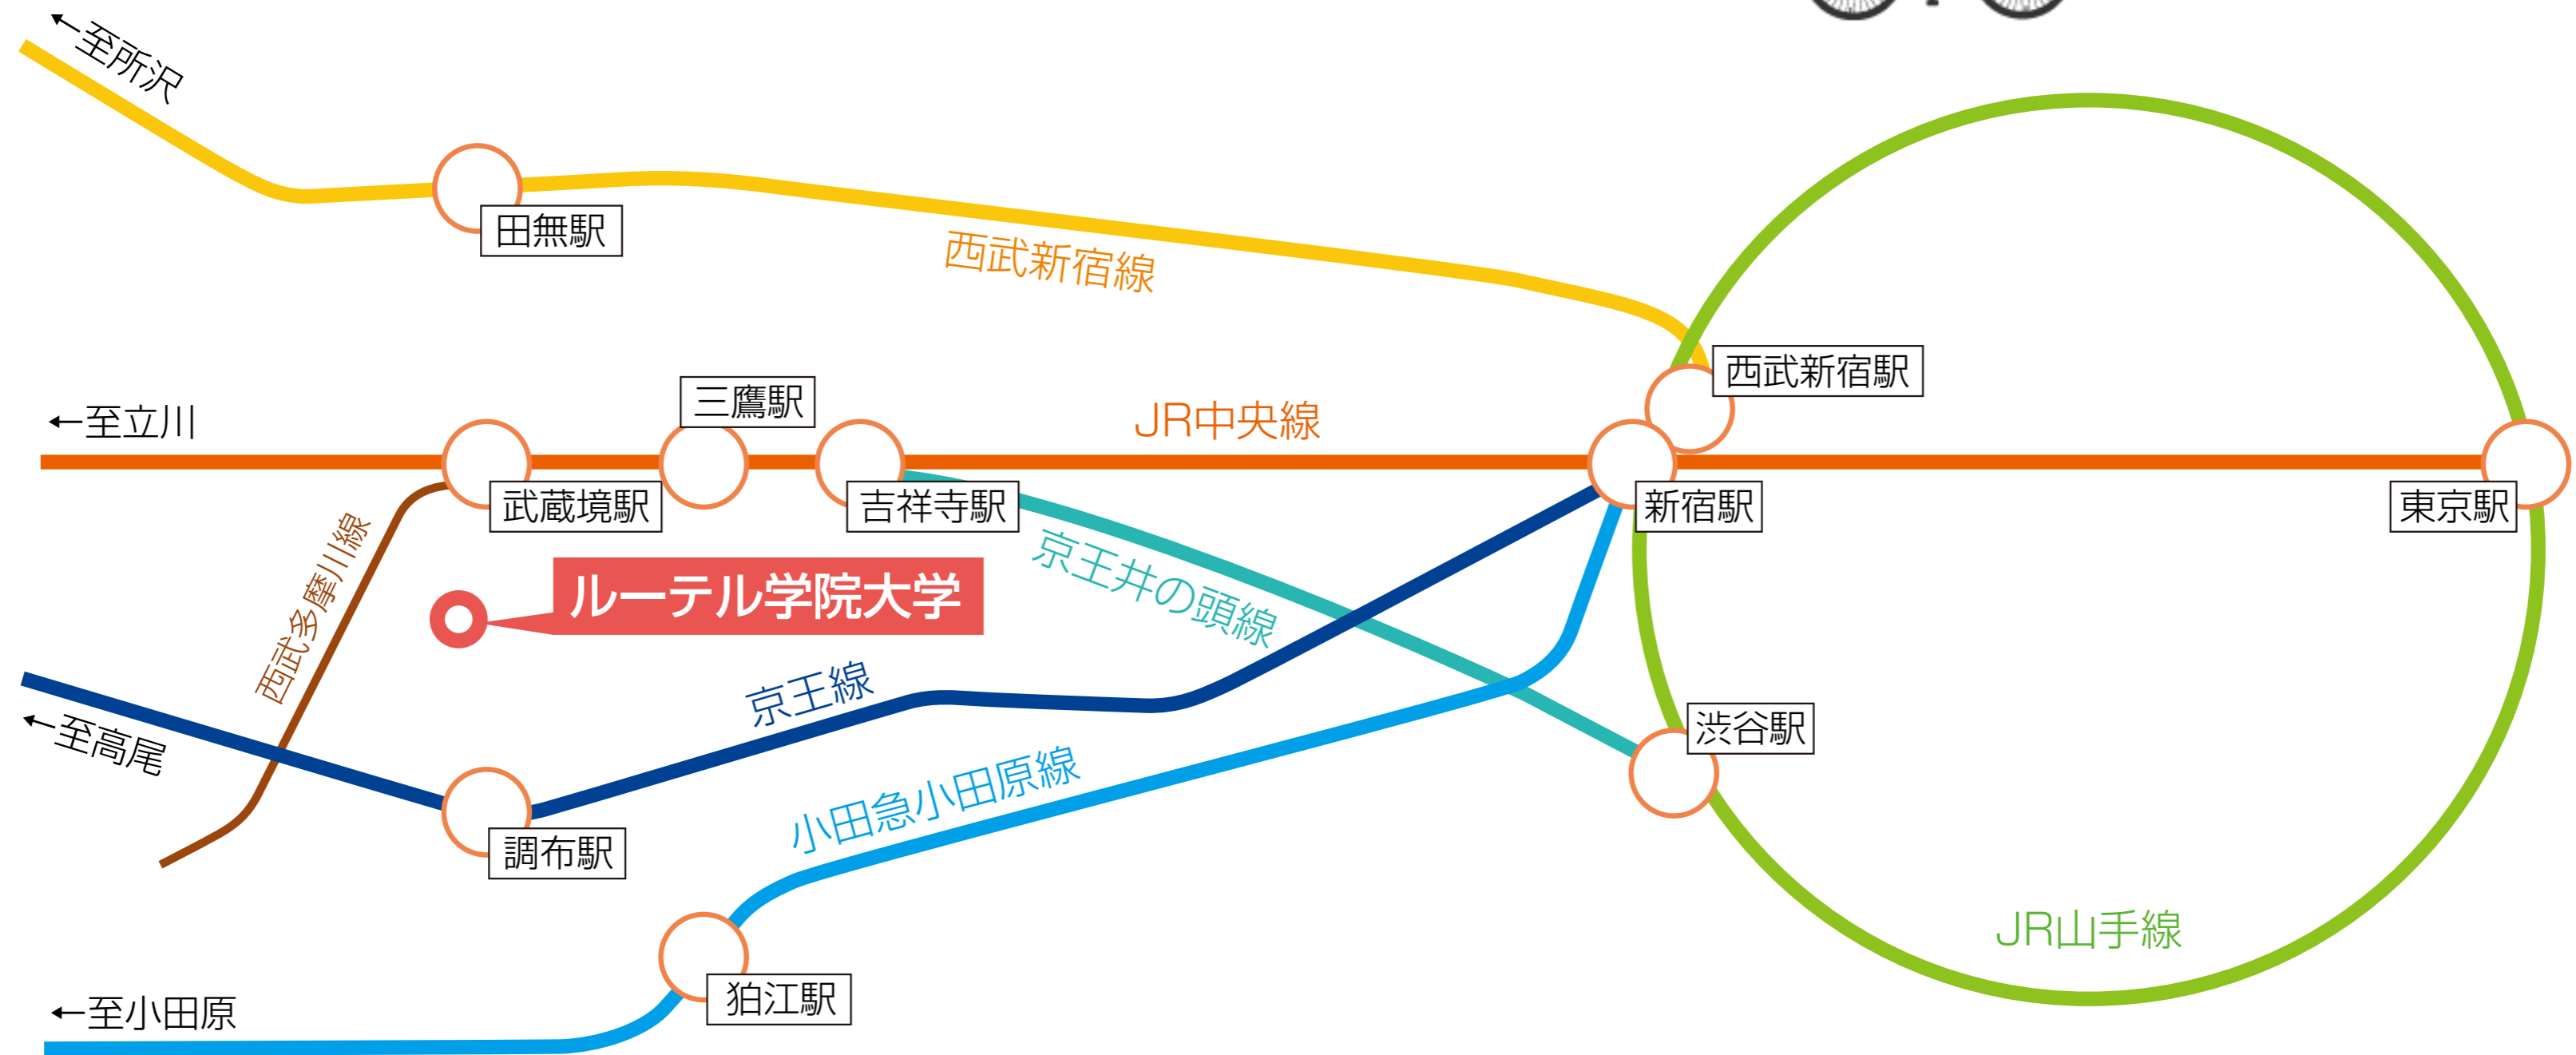 ←至所沢
田無駅
西武新宿線
西武新宿駅
三鷹駅
←至立川
JR中央線
武蔵境駅
吉祥寺駅
新宿駅
東京駅
西武多摩川線
京王井の頭線
ルーテル学院大学
京王線
←至高尾
渋谷駅
小田急小田原線
調布駅
JR山手線
狛江駅
←至小田原